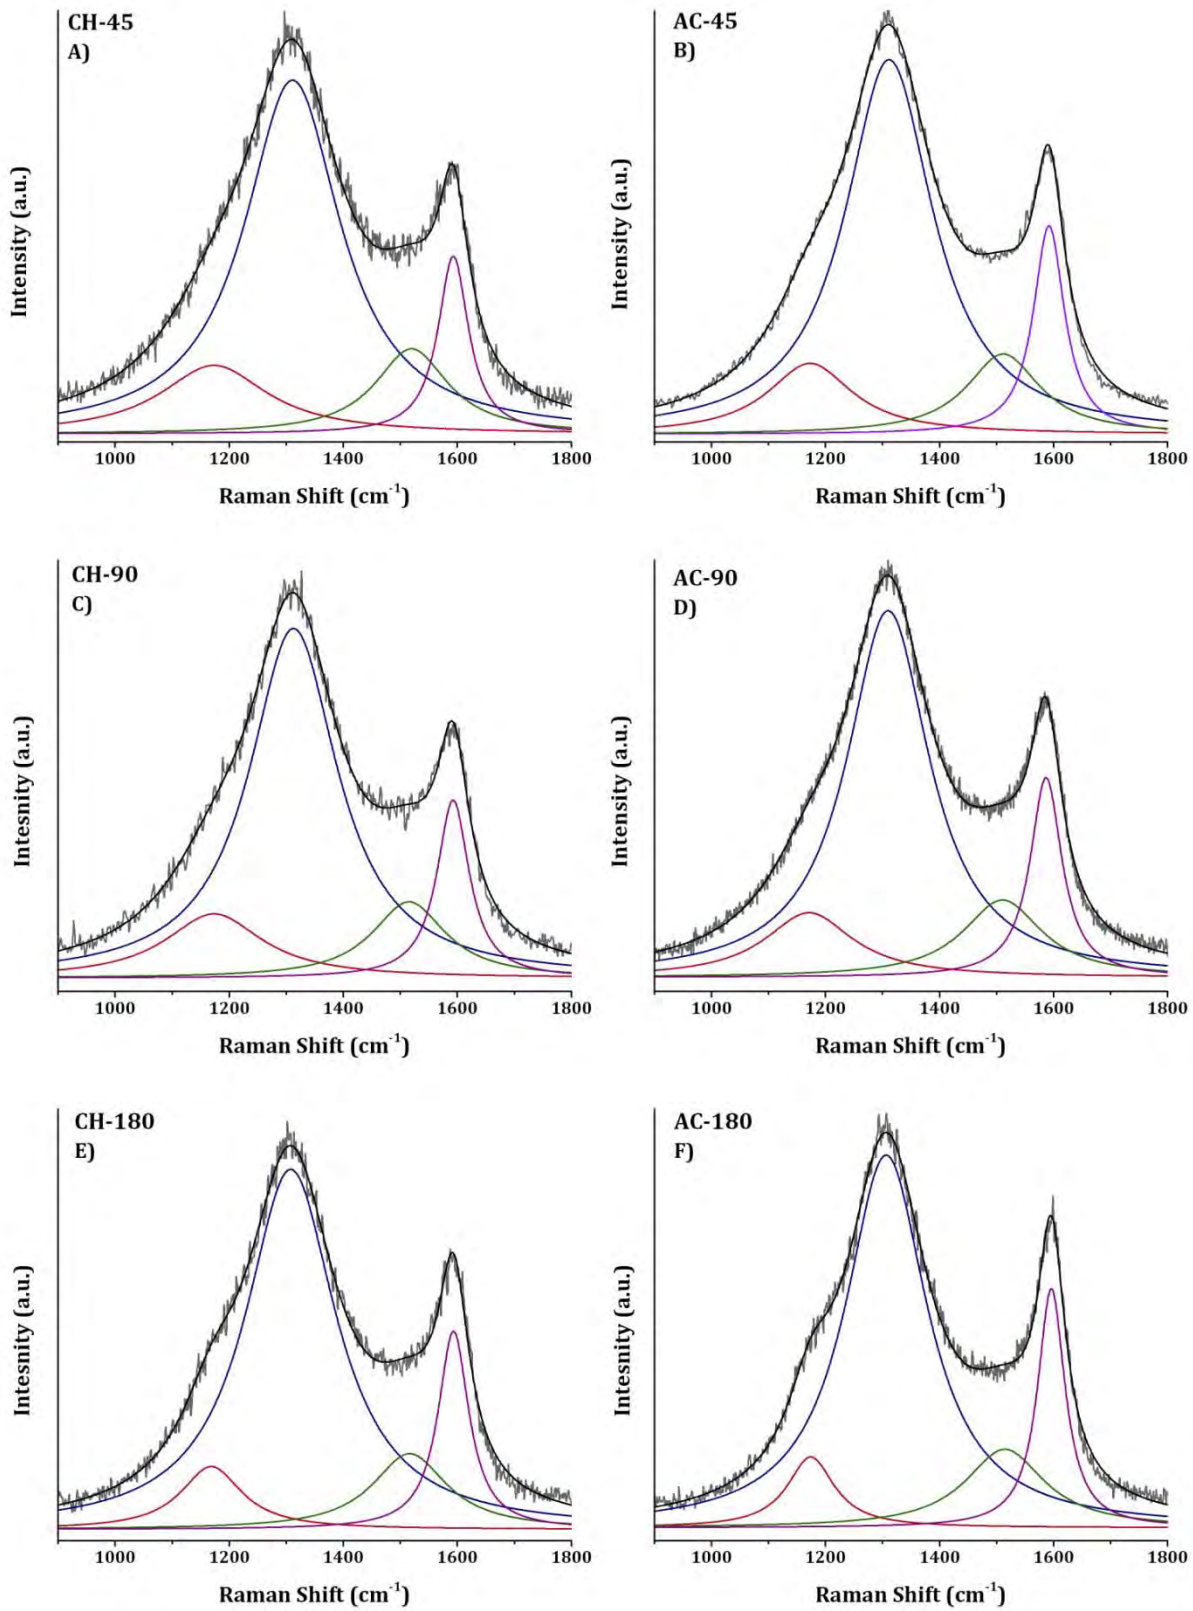 CH-45
A)
Intensity (a.u.)
1000 1200 1400 1600 1800
Raman Shift (cm-1)
AC-45
B)
Intensity (a.u.)
1000 1200 1400 1600 1800
Raman Shift (cm-1)
CH-90
C)
Intesnity (a.u.)
1000 1200 1400 1600 1800
Raman Shift (cm-1)
AC-90
D)
Intensity (a.u.)
1000 1200 1400 1600 1800
Raman Shift (cm-1)
CH-180
E)
Intesnity (a.u.)
1000 1200 1400 1600 1800
Raman Shift (cm-1)
AC-180
F)
Intesnity (a.u.)
1000 1200 1400 1600 1800
Raman Shift (cm-1)